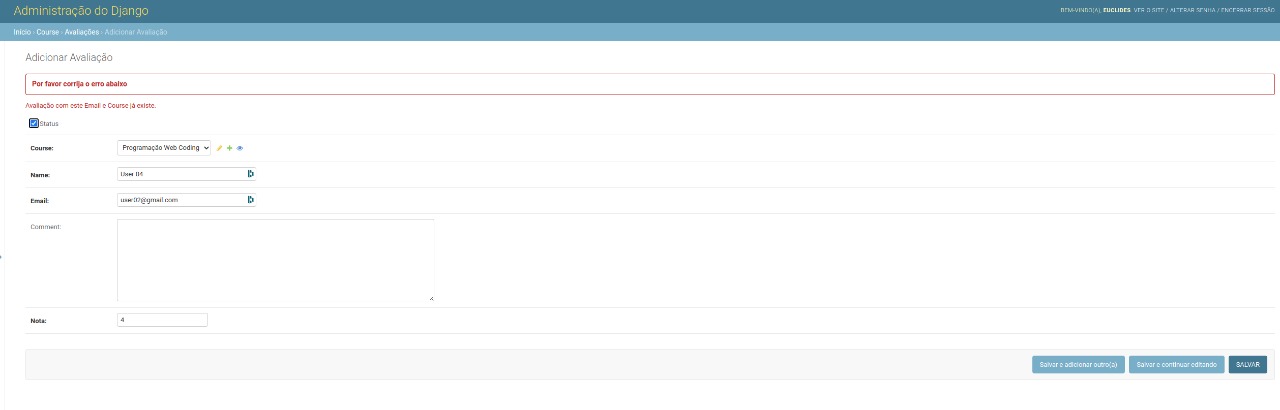 Administração do Django
BEM-VINDO(A), EUCLIDES. VER O SITE / ALTERAR SENHA / ENCERRAR SESSÃO
Início › Course › Avaliações › Adicionar Avaliação
Adicionar Avaliação
Por favor corrija o erro abaixo
Avaliação com este Email e Course já existe.
Status
Course: Programação Web Coding
Name: User 04
Email: user02@gmail.com
Comment:
Nota: 4
Salvar e adicionar outro(a) Salvar e continuar editando SALVAR